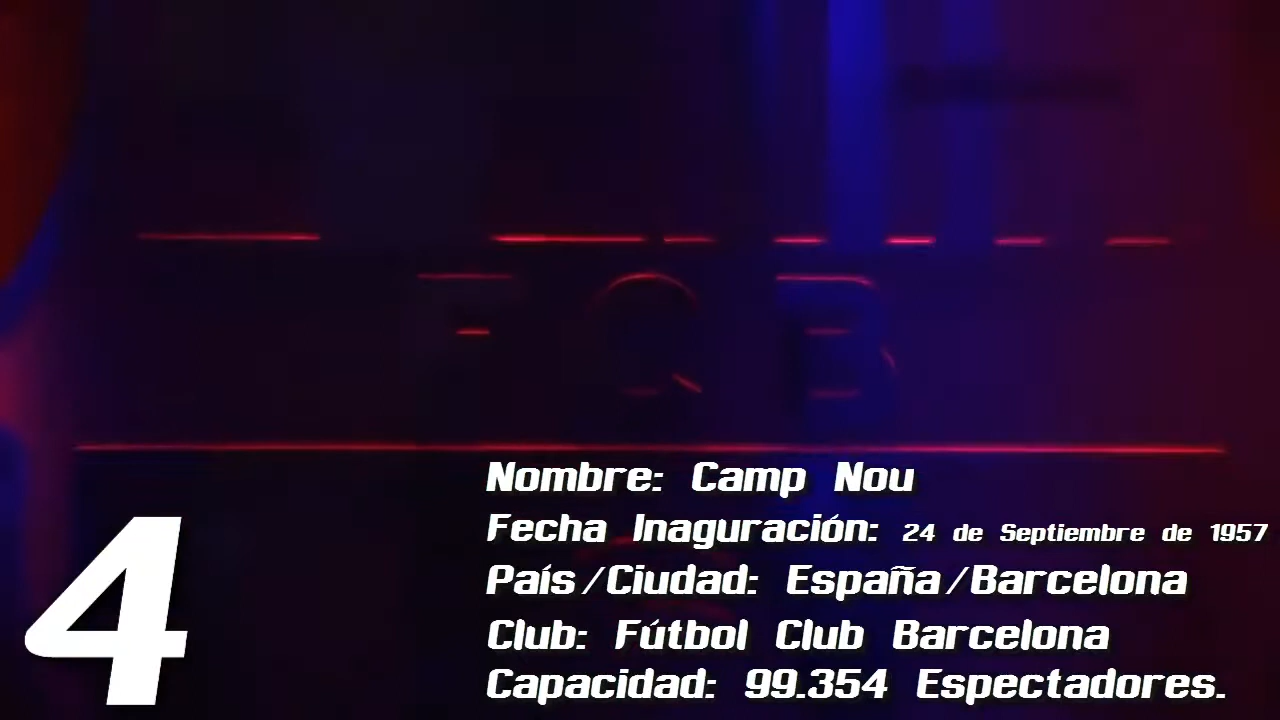 F C B
Nombre: Camp Nou
Fecha Inaguración: 24 de Septiembre de 1957
País/Ciudad: España/Barcelona
Club: Fútbol Club Barcelona
Capacidad: 99.354 Espectadores.
4